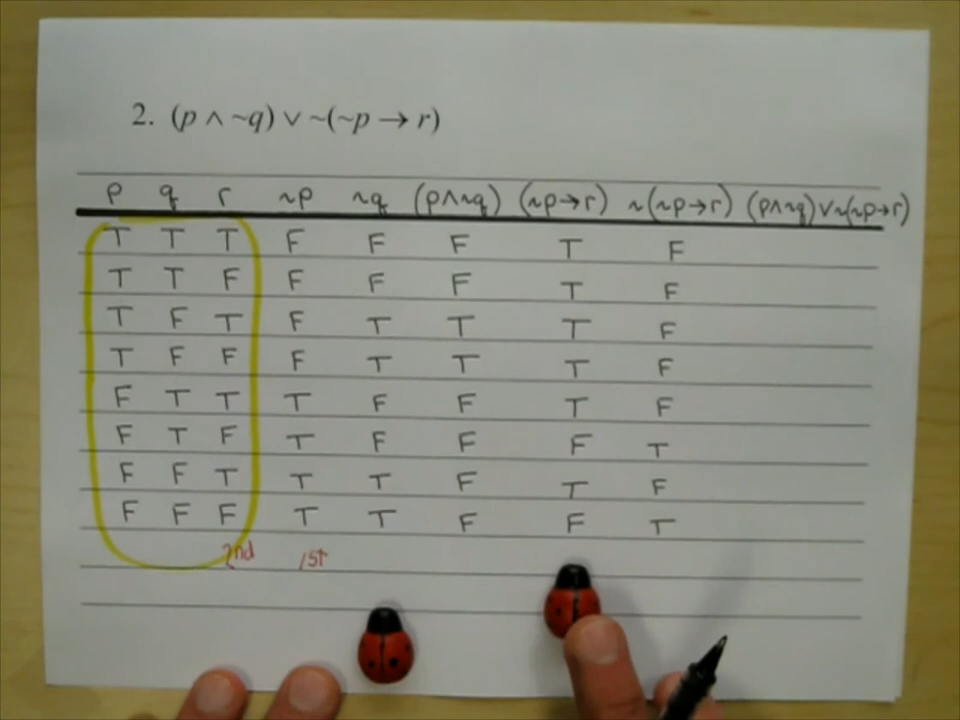 2. (p ∧ ~q) ∨ ~(~p → r)
p q r ~p ~q (p∧~q) (~p→r) ~(~p→r) (p∧~q)∨~(~p→r)
T T T F F F T F
T T F F F F T F
T F T F T T T F
T F F F T T T F
F T T T F F T F
F T F T F F F T
F F T T T F T F
F F F T T F F T
2nd 1st